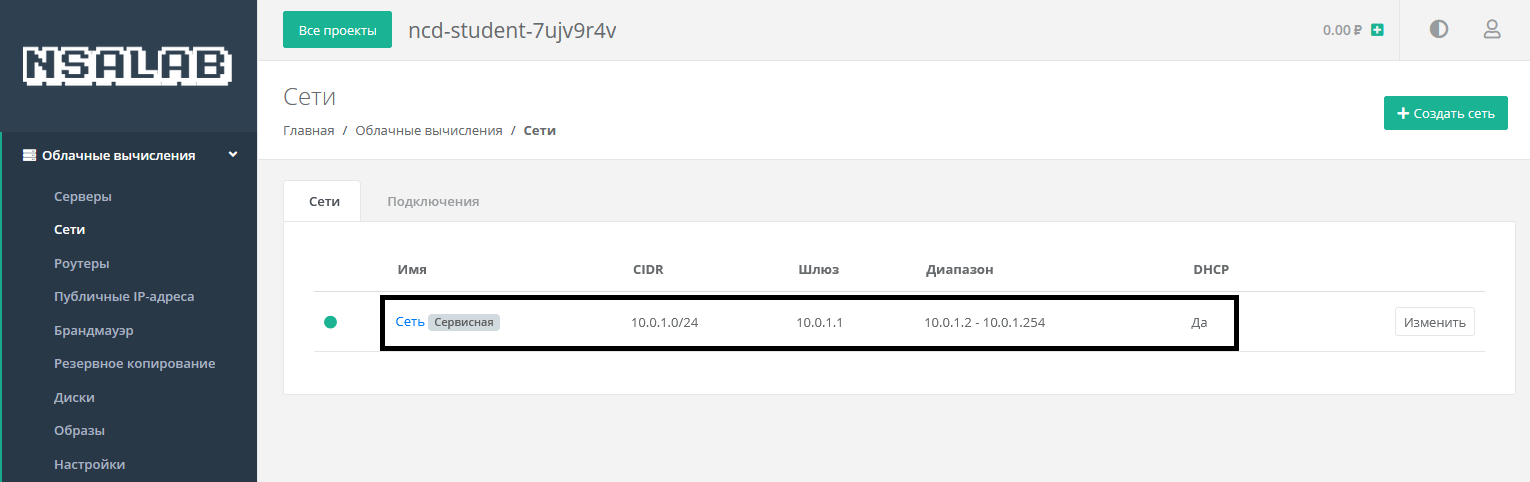 NSALAB
Все проекты ncd-student-7ujv9r4v 0.00 ₽
Сети
Главная / Облачные вычисления / Сети
Создать сеть
Облачные вычисления
Серверы
Сети
Роутеры
Публичные IP-адреса
Брандмауэр
Резервное копирование
Диски
Образы
Настройки
Сети Подключения
Имя CIDR Шлюз Диапазон DHCP
Сеть Сервисная 10.0.1.0/24 10.0.1.1 10.0.1.2 - 10.0.1.254 Да Изменить